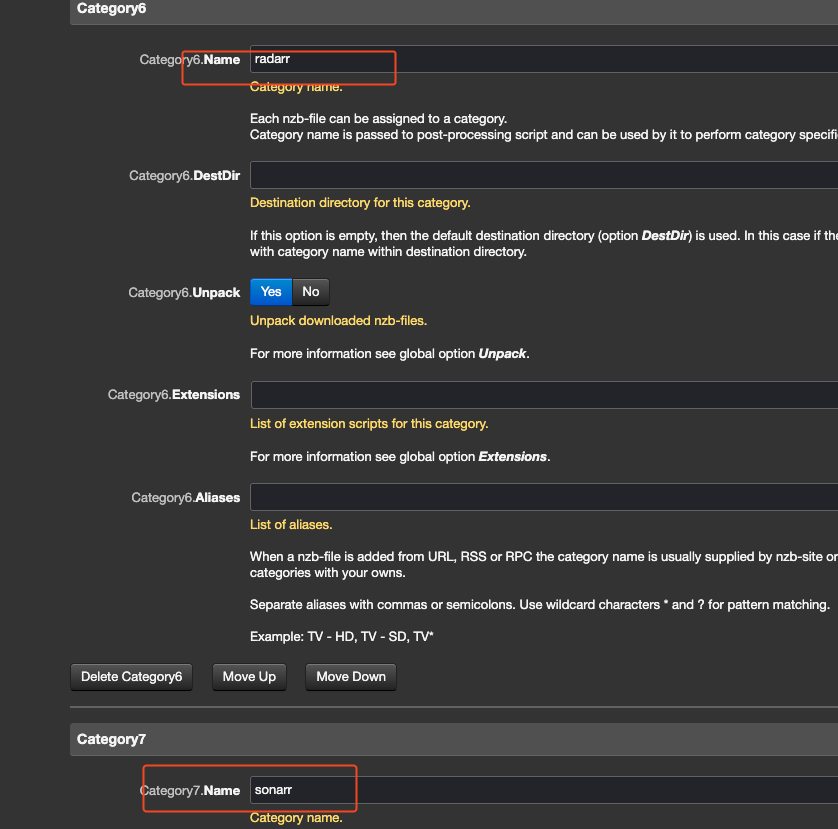 Category6
Category6.Name radarr
Category name.
Each nzb-file can be assigned to a category.
Category name is passed to post-processing script and can be used by it to perform category specifi
Category6.DestDir
Destination directory for this category.
If this option is empty, then the default destination directory (option DestDir) is used. In this case if the
with category name within destination directory.
Category6.Unpack Yes No
Unpack downloaded nzb-files.
For more information see global option Unpack.
Category6.Extensions
List of extension scripts for this category.
For more information see global option Extensions.
Category6.Aliases
List of aliases.
When a nzb-file is added from URL, RSS or RPC the category name is usually supplied by nzb-site or
categories with your owns.
Separate aliases with commas or semicolons. Use wildcard characters * and ? for pattern matching.
Example: TV - HD, TV - SD, TV*
Delete Category6 Move Up Move Down
Category7
Category7.Name sonarr
Category name.